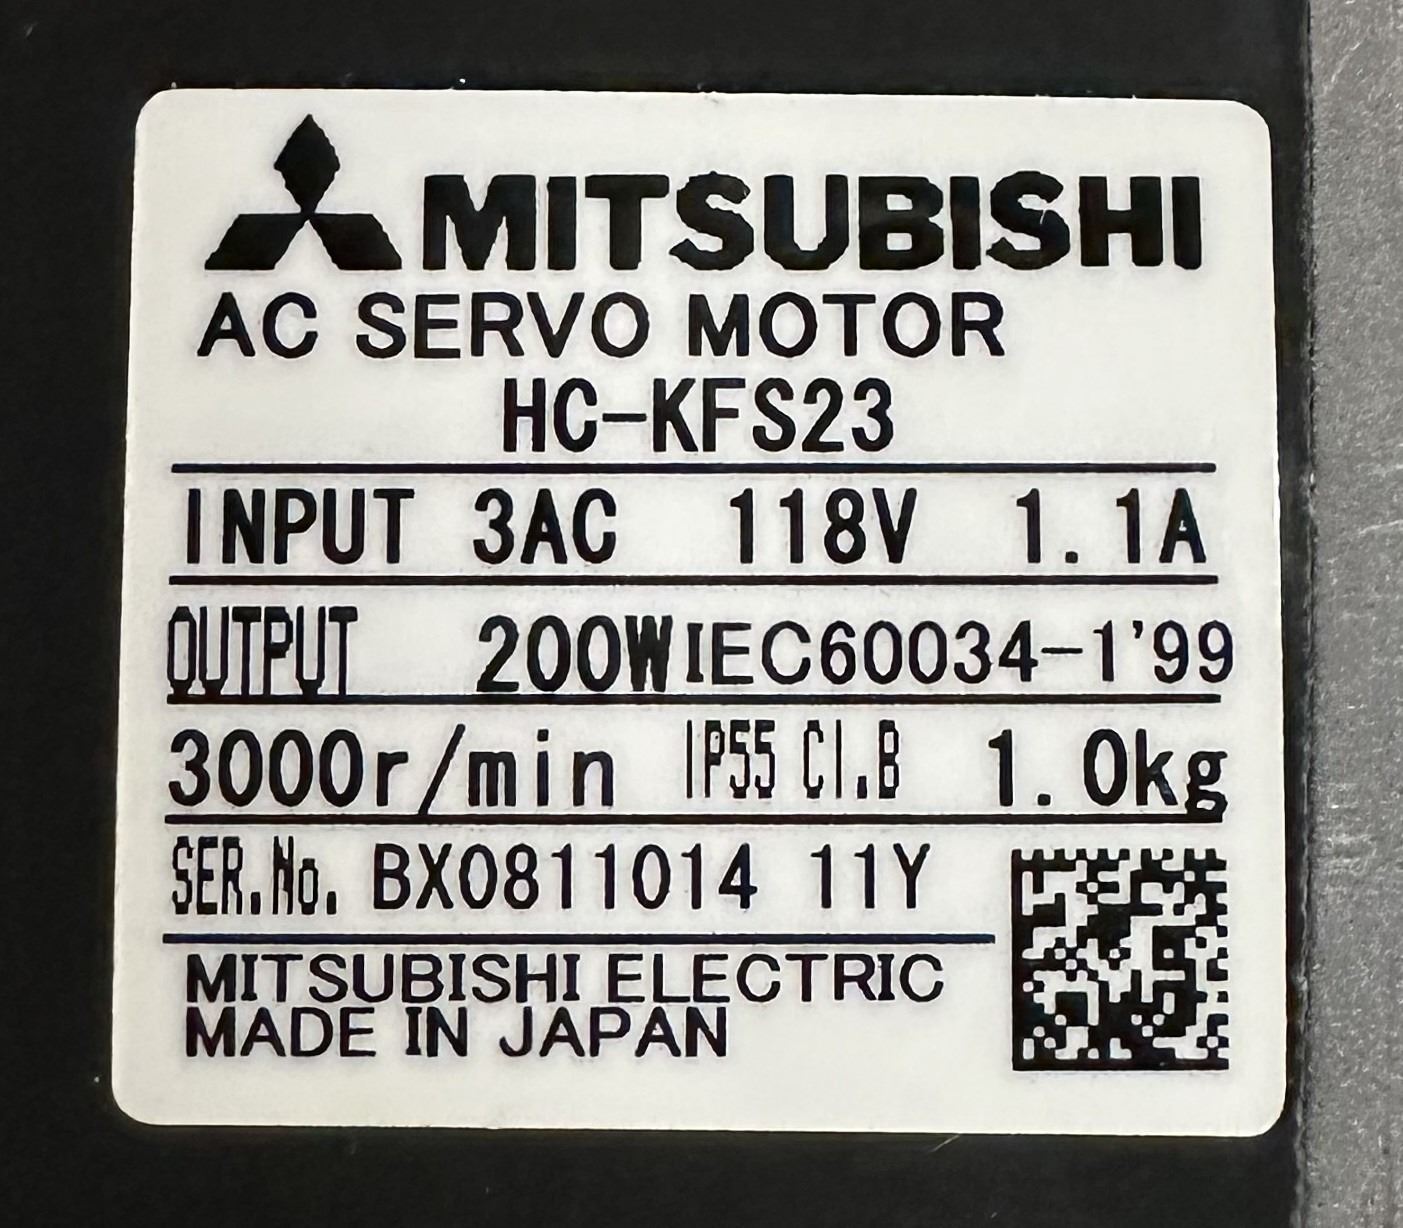 MITSUBISHI
AC SERVO MOTOR
HC-KFS23
INPUT 3AC 118V 1.1A
OUTPUT 200W IEC60034-1'99
3000r/min IP55 CI.B 1.0kg
SER.No. BX0811014 11Y
MITSUBISHI ELECTRIC
MADE IN JAPAN